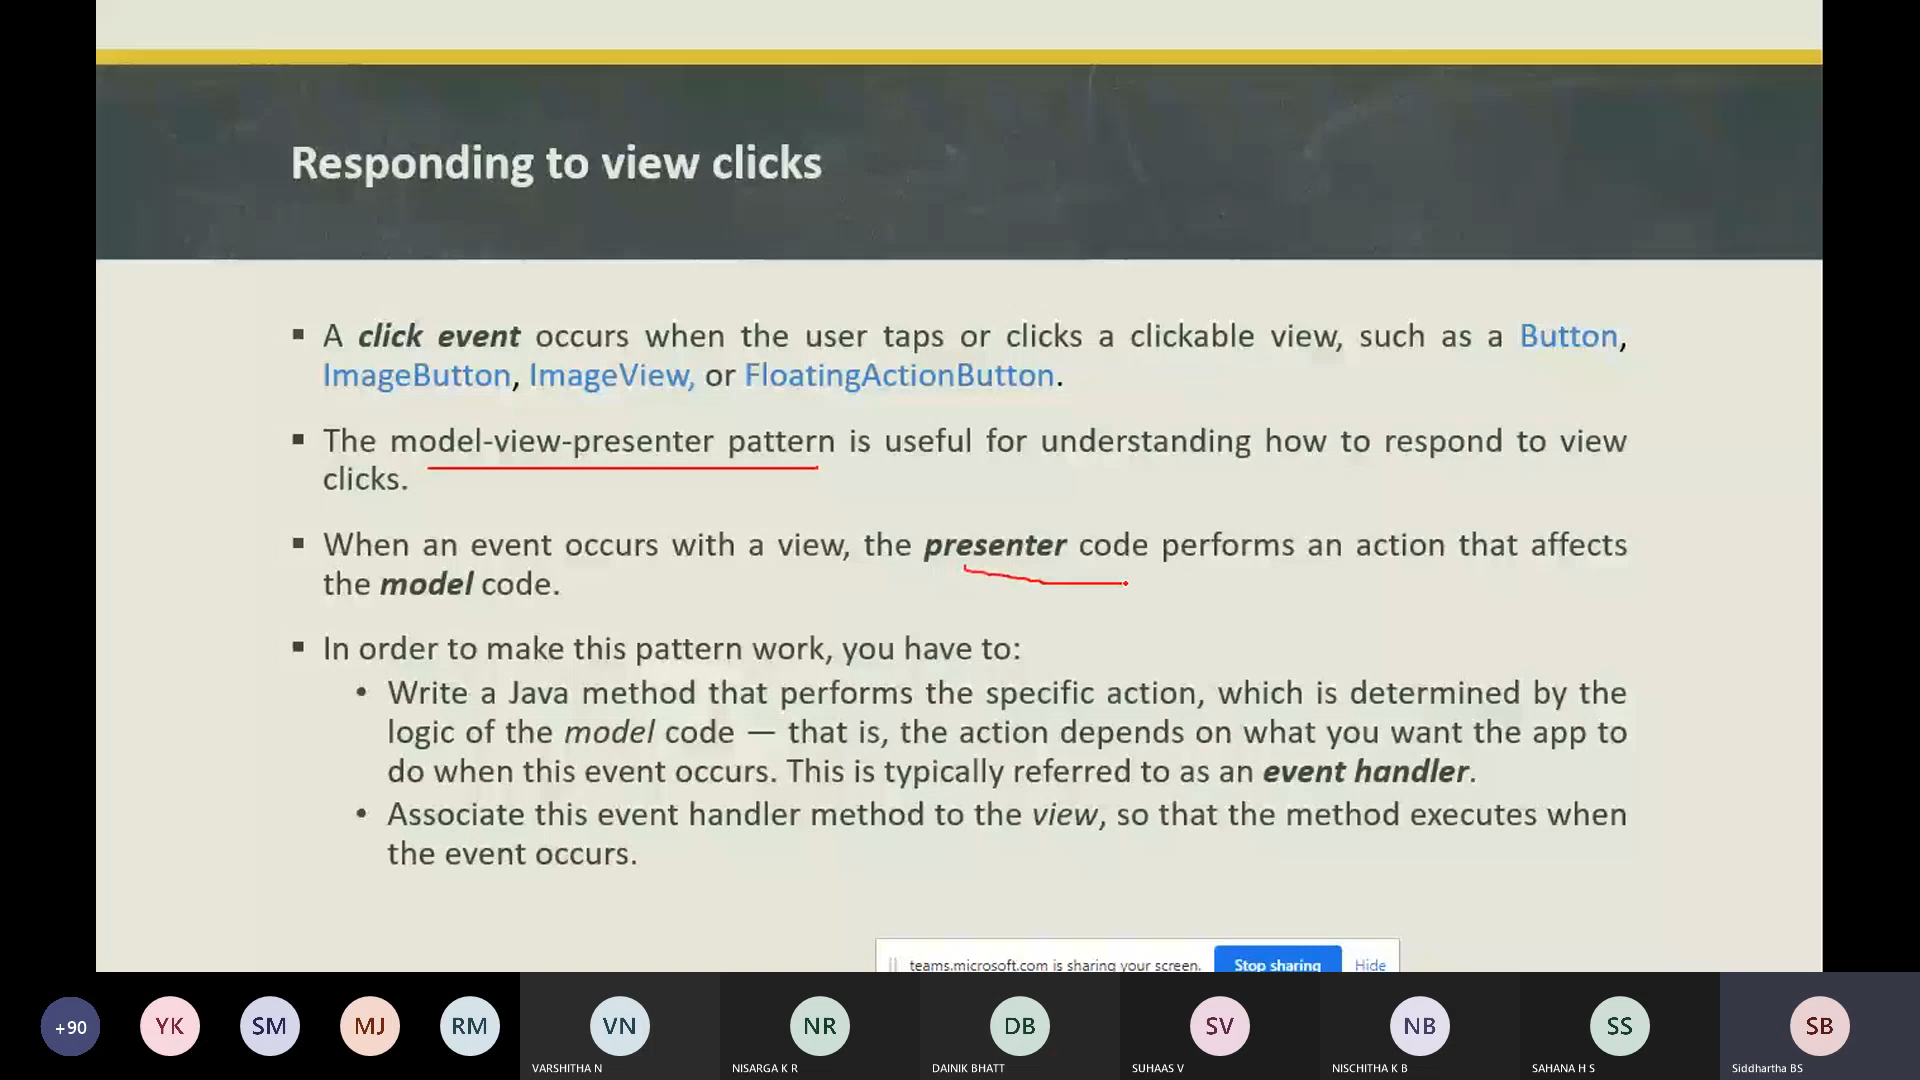 Responding to view clicks
▪ A click event occurs when the user taps or clicks a clickable view, such as a Button,
ImageButton, ImageView, or FloatingActionButton.
▪ The model-view-presenter pattern is useful for understanding how to respond to view
clicks.
▪ When an event occurs with a view, the presenter code performs an action that affects
the model code.
▪ In order to make this pattern work, you have to:
• Write a Java method that performs the specific action, which is determined by the
logic of the model code — that is, the action depends on what you want the app to
do when this event occurs. This is typically referred to as an event handler.
• Associate this event handler method to the view, so that the method executes when
the event occurs.
teams.microsoft.com is sharing your screen. Stop sharing Hide
+90 YK SM MJ RM VN NR DB SV NB SS SB
VARSHITHA N NISARGA K R DAINIK BHATT SUHAAS V NISCHITHA K B SAHANA H S Siddhartha BS